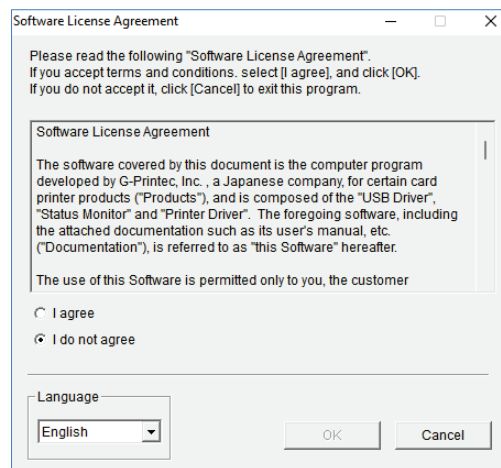 Software License Agreement
Please read the following "Software License Agreement".
If you accept terms and conditions. select [I agree], and click [OK].
If you do not accept it, click [Cancel] to exit this program.
Software License Agreement
The software covered by this document is the computer program
developed by G-Printec, Inc. , a Japanese company, for certain card
printer products ("Products"), and is composed of the "USB Driver",
"Status Monitor" and "Printer Driver". The foregoing software, including
the attached documentation such as its user's manual, etc.
("Documentation"), is referred to as "this Software" hereafter.
The use of this Software is permitted only to you, the customer
I agree
I do not agree
Language
English
OK
Cancel